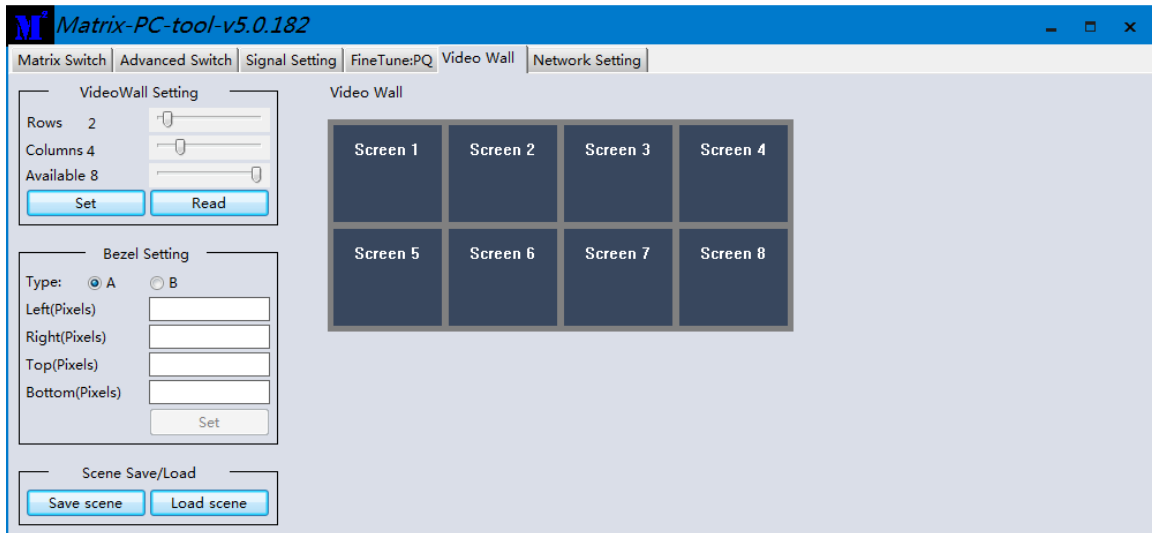 M² Matrix-PC-tool-v5.0.182
Matrix Switch Advanced Switch Signal Setting FineTune:PQ Video Wall Network Setting
VideoWall Setting
Rows 2
Columns 4
Available 8
Set Read
Bezel Setting
Type: A B
Left(Pixels)
Right(Pixels)
Top(Pixels)
Bottom(Pixels)
Set
Scene Save/Load
Save scene Load scene
Video Wall
Screen 1 Screen 2 Screen 3 Screen 4
Screen 5 Screen 6 Screen 7 Screen 8